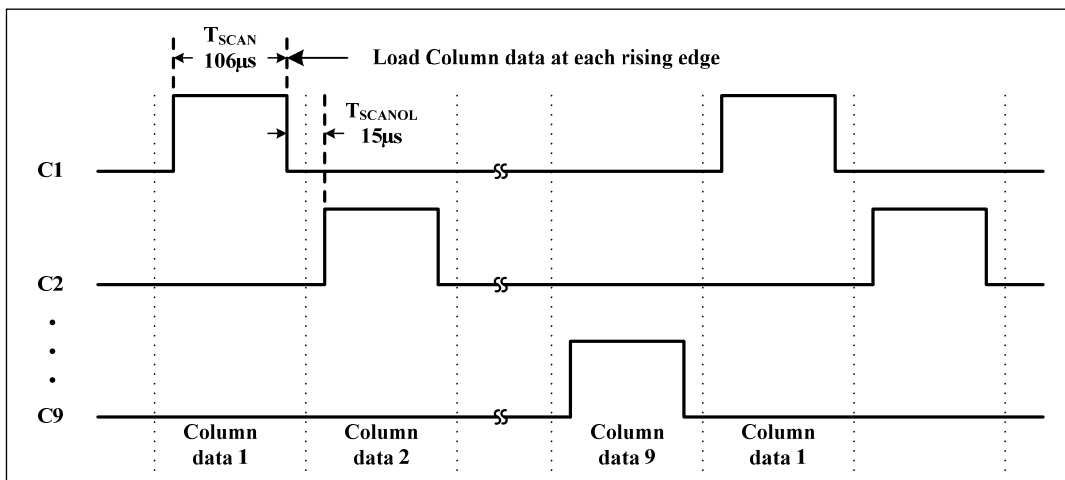 TSCAN
106μs
Load Column data at each rising edge
TSCANOL
15μs
C1
C2
C9
Column
data 1
Column
data 2
Column
data 9
Column
data 1